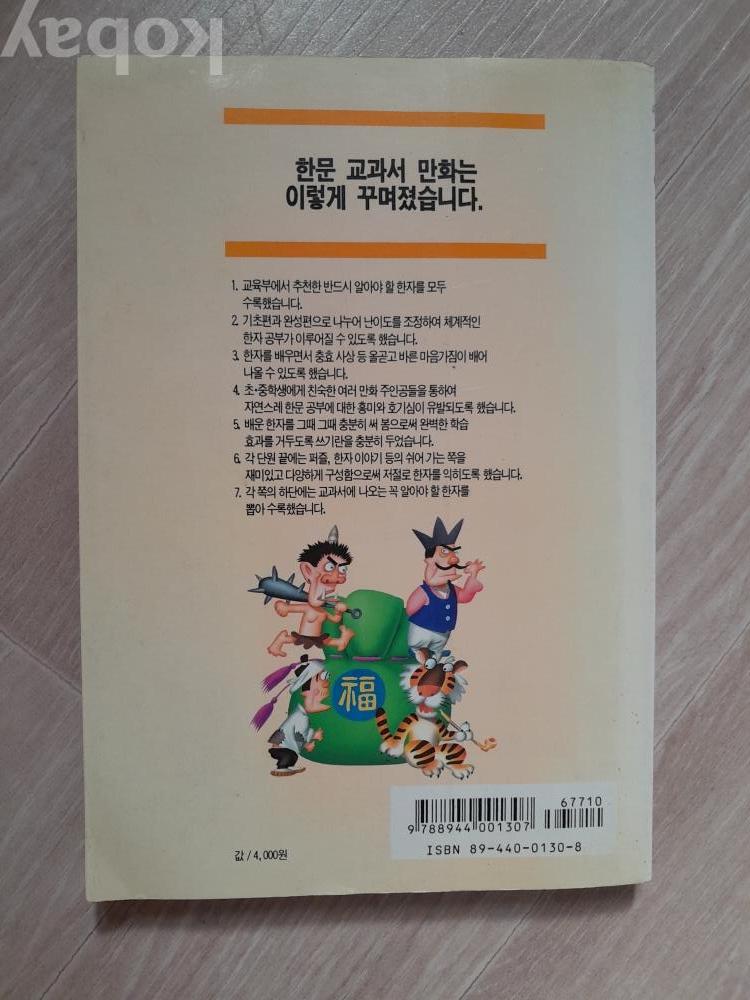 kobay
한문 교과서 만화는
이렇게 꾸며졌습니다.
1. 교육부에서 추천한 반드시 알아야 할 한자를 모두
수록했습니다.
2. 기초편과 완성편으로 나누어 난이도를 조정하여 체계적인
한자 공부가 이루어질 수 있도록 했습니다.
3. 한자를 배우면서 충효 사상 등 올곧고 바른 마음가짐이 배어
나올 수 있도록 했습니다.
4. 초·중학생에게 친숙한 여러 만화 주인공들을 통하여
자연스레 한문 공부에 대한 흥미와 호기심이 유발되도록 했습니다.
5. 배운 한자를 그때 그때 충분히 써 봄으로써 완벽한 학습
효과를 거두도록 쓰기란을 충분히 두었습니다.
6. 각 단원 끝에는 퍼즐, 한자 이야기 등의 쉬어 가는 쪽을
재미있고 다양하게 구성함으로써 저절로 한자를 익히도록 했습니다.
7. 각 쪽의 하단에는 교과서에 나오는 꼭 알아야 할 한자를
뽑아 수록했습니다.
福
67710
9 788944 001307
ISBN 89-440-0130-8
값 / 4,000원